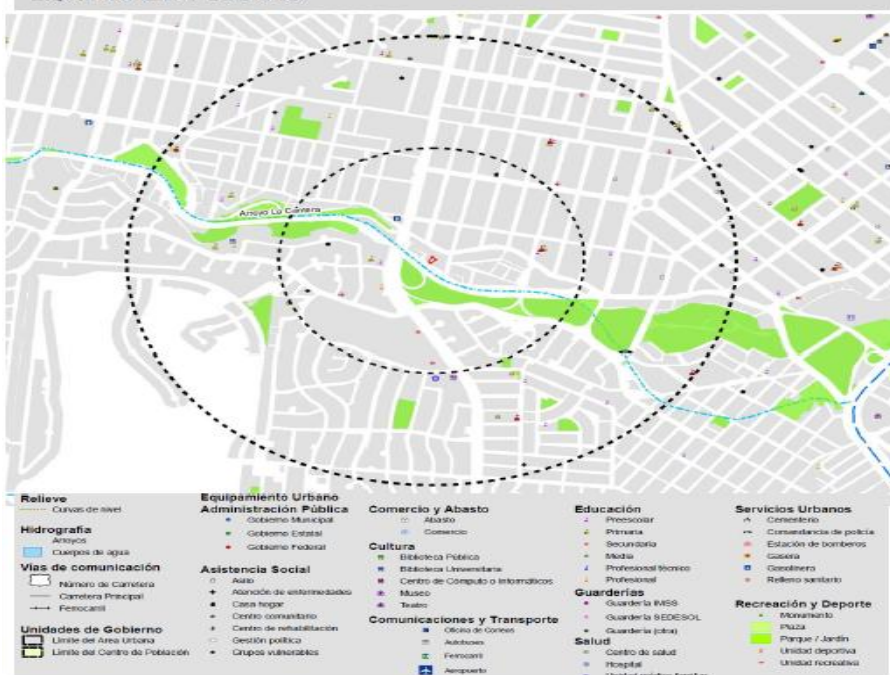 Arroyo La Cantera
Relieve
Curvas de nivel
Hidrografía
Arroyos
Cuerpos de agua
Vías de comunicación
Número de Carretera
Carretera Principal
Ferrocarril
Unidades de Gobierno
Límite del Area Urbana
Límite del Centro de Población
Equipamiento Urbano
Administración Pública
Gobierno Municipal
Gobierno Estatal
Gobierno Federal
Asistencia Social
Asilo
Atención de enfermedades
Casa hogar
Centro comunitario
Centro de rehabilitación
Gestión política
Grupos vulnerables
Comercio y Abasto
Abasto
Comercio
Cultura
Biblioteca Pública
Biblioteca Universitaria
Centro de Cómputo o Informáticos
Museo
Teatro
Comunicaciones y Transporte
Oficina de Correos
Autobuses
Ferrocarril
Aeropuerto
Educación
Preescolar
Primaria
Secundaria
Media
Profesional técnico
Profesional
Guarderías
Guardería IMSS
Guardería SEDESOL
Guardería (otra)
Salud
Centro de salud
Hospital
Servicios Urbanos
Cementerio
Comandancia de policía
Estación de bomberos
Gasera
Gasolinera
Relleno sanitario
Recreación y Deporte
Monumento
Plaza
Parque / Jardín
Unidad deportiva
Unidad recreativa